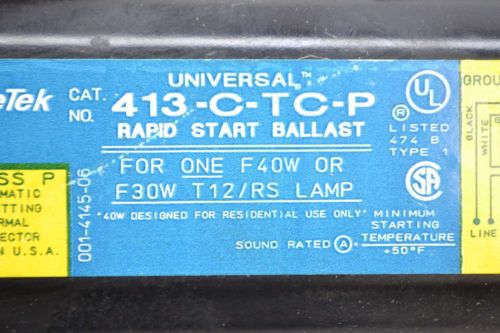 UNIVERSAL™
eTek CAT. NO. 413-C-TC-P
RAPID START BALLAST
FOR ONE F40W OR
F30W T12/RS LAMP
"40W DESIGNED FOR RESIDENTIAL USE ONLY"
SOUND RATED A
MINIMUM
STARTING
TEMPERATURE
+50°F
UL
®
LISTED
474 B
TYPE 1
SA
001-4145-06
SS P
MATIC
TTING
RMAL
ECTOR
N U.S.A.
GROU
BLACK
WHITE
LINE